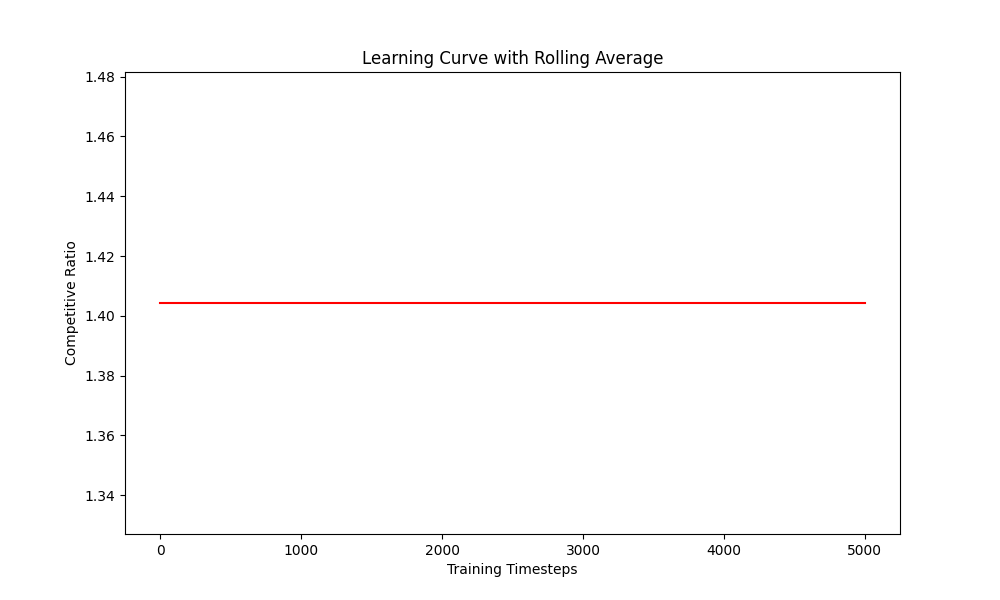 Learning Curve with Rolling Average
1.48
1.46
1.44
1.42
1.40
1.38
1.36
1.34
Competitive Ratio
0 1000 2000 3000 4000 5000
Training Timesteps